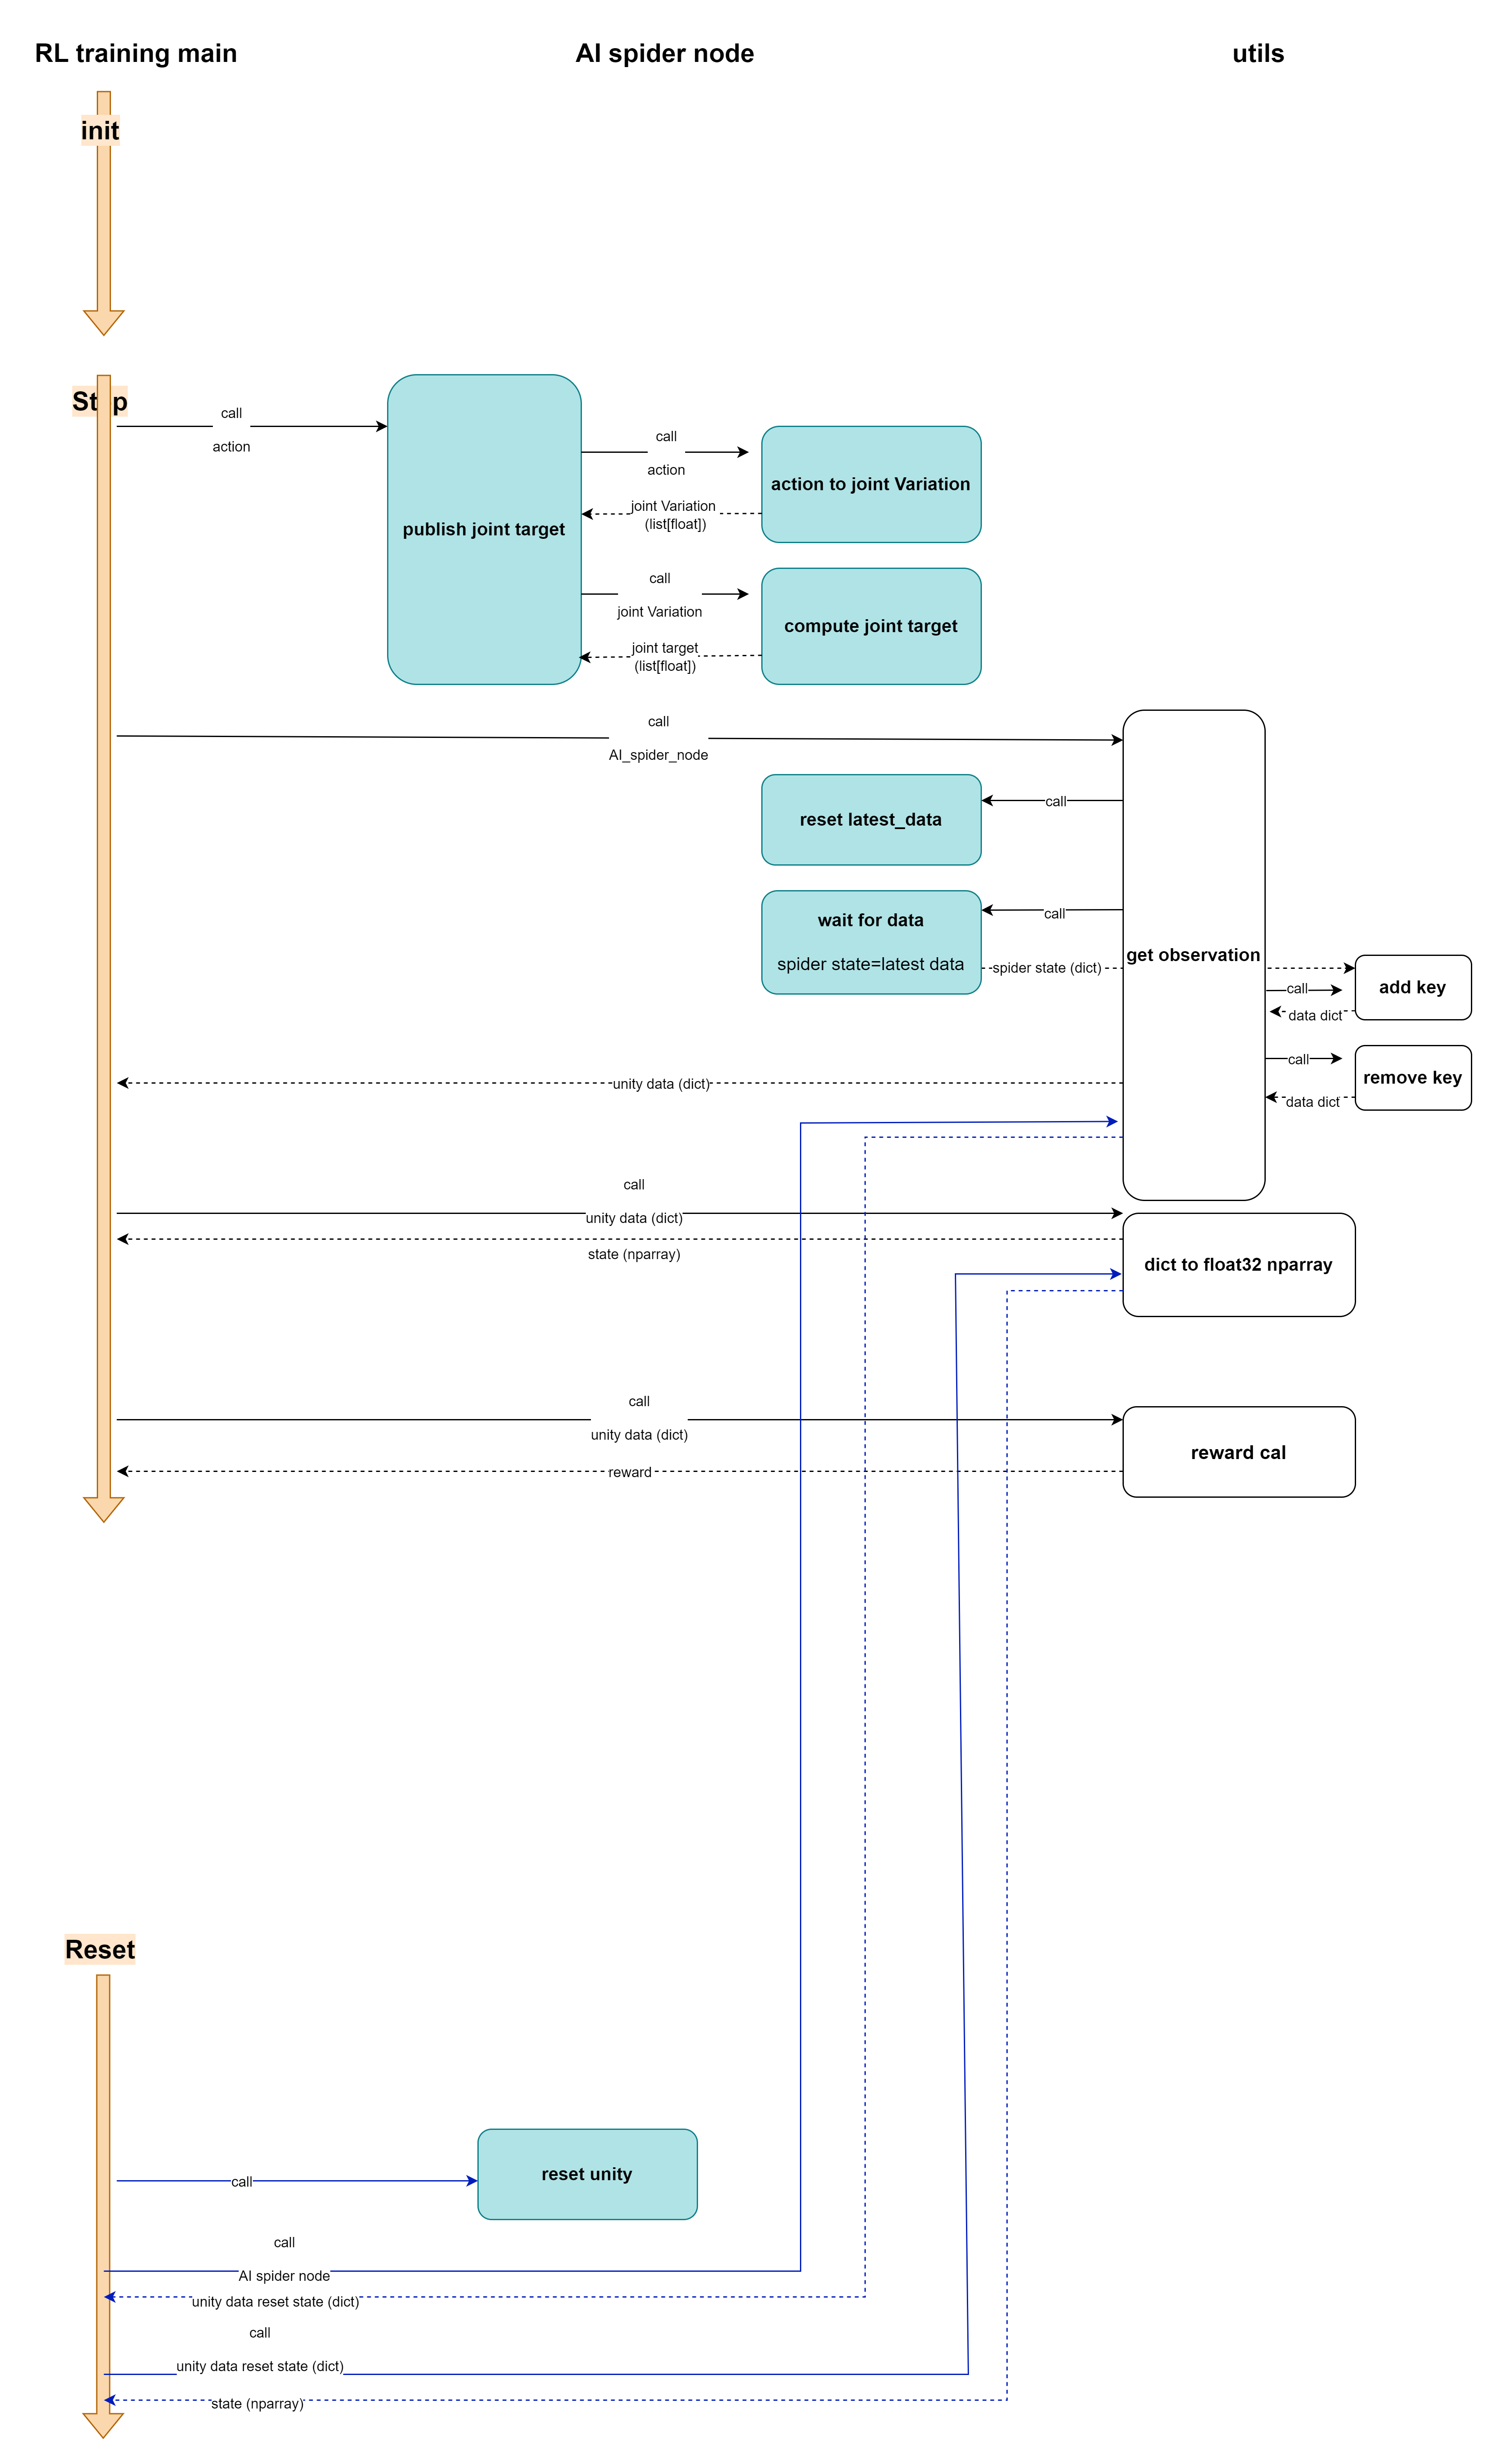 RL training main
AI spider node
utils
init
Step
call
action
call
action
action to joint Variation
joint Variation
(list[float])
publish joint target
call
joint Variation
compute joint target
joint target
(list[float])
call
AI_spider_node
call
reset latest_data
call
wait for data
spider state=latest data
spider state (dict)
get observation
add key
call
data dict
call
remove key
data dict
unity data (dict)
call
unity data (dict)
state (nparray)
dict to float32 nparray
call
unity data (dict)
reward cal
reward
Reset
reset unity
call
call
AI spider node
unity data reset state (dict)
call
unity data reset state (dict)
state (nparray)